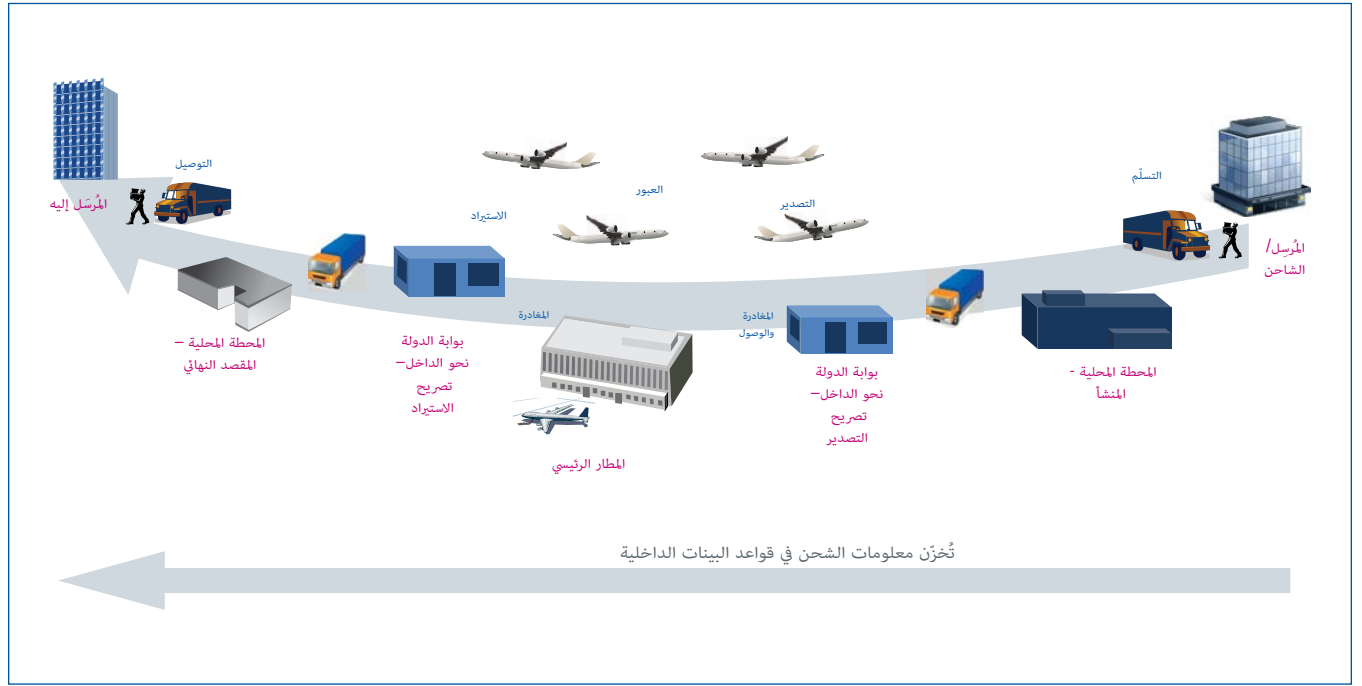 التسلّم
المُرسِل/
الشاحن
المحطة المحلية -
المنشأ
التصدير
المغادرة
والوصول
بوابة الدولة
نحو الداخل–
تصريح
التصدير
العبور
المغادرة
المطار الرئيسي
الاستيراد
بوابة الدولة
نحو الداخل–
تصريح
الاستيراد
المحطة المحلية –
المقصد النهائي
التوصيل
المُرسَل إليه
تُخزّن معلومات الشحن في قواعد البينات الداخلية